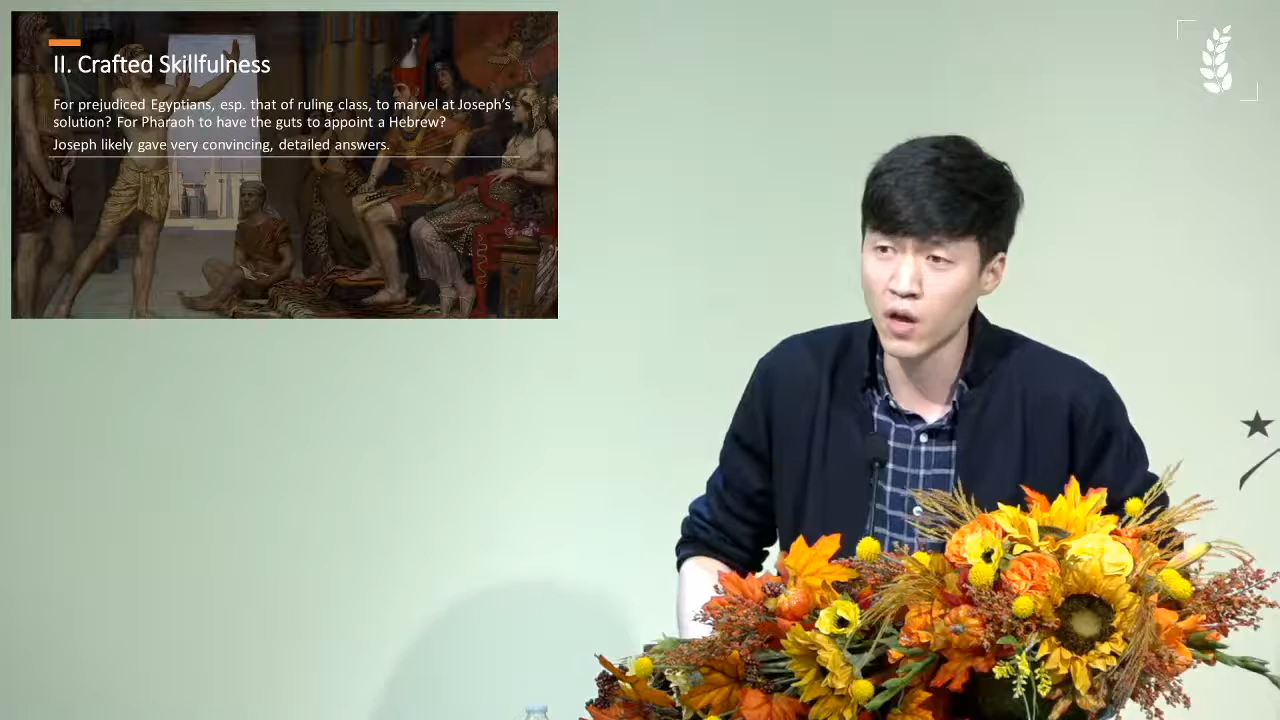 II. Crafted Skillfulness
For prejudiced Egyptians, esp. that of ruling class, to marvel at Joseph’s
solution? For Pharaoh to have the guts to appoint a Hebrew?
Joseph likely gave very convincing, detailed answers.